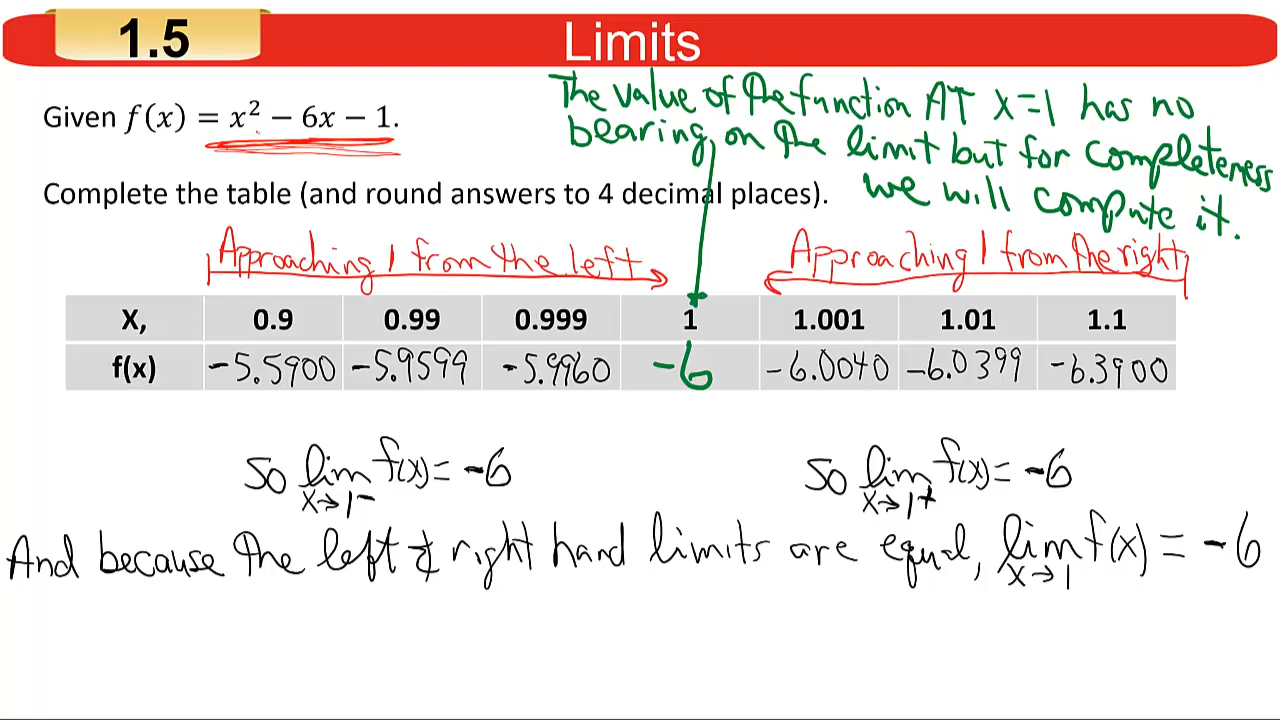 1.5 Limits
The value of the function AT x=1 has no
Given f(x) = x² − 6x − 1.
bearing on the limit but for completeness
we will compute it.
Complete the table (and round answers to 4 decimal places).
Approaching 1 from the left Approaching 1 from the right
X, 0.9 0.99 0.999 1 1.001 1.01 1.1
f(x) -5.5900 -5.9599 -5.9960 -6 -6.0040 -6.0399 -6.3900
So lim f(x) = -6 So lim f(x) = -6
x→1⁻ x→1⁺
And because the left & right hand limits are equal, lim f(x) = -6
x→1